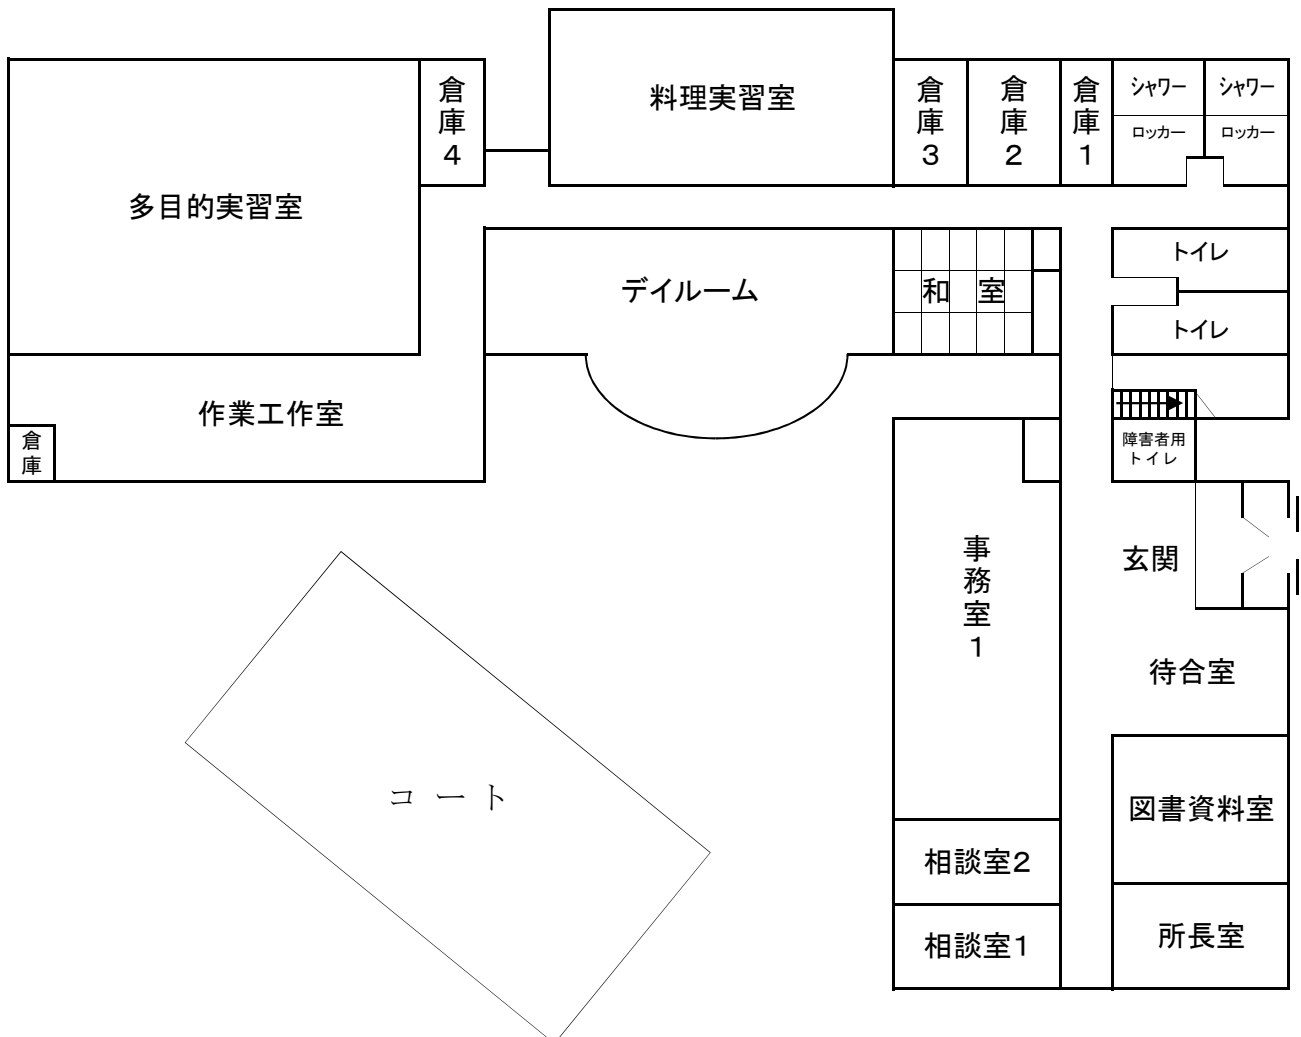 料理実習室
倉庫4
倉庫3
倉庫2
倉庫1
シャワー
シャワー
ロッカー
ロッカー
多目的実習室
デイルーム
和 室
トイレ
トイレ
作業工作室
倉庫
障害者用
トイレ
事務室1
玄関
待合室
コート
図書資料室
相談室2
相談室1
所長室